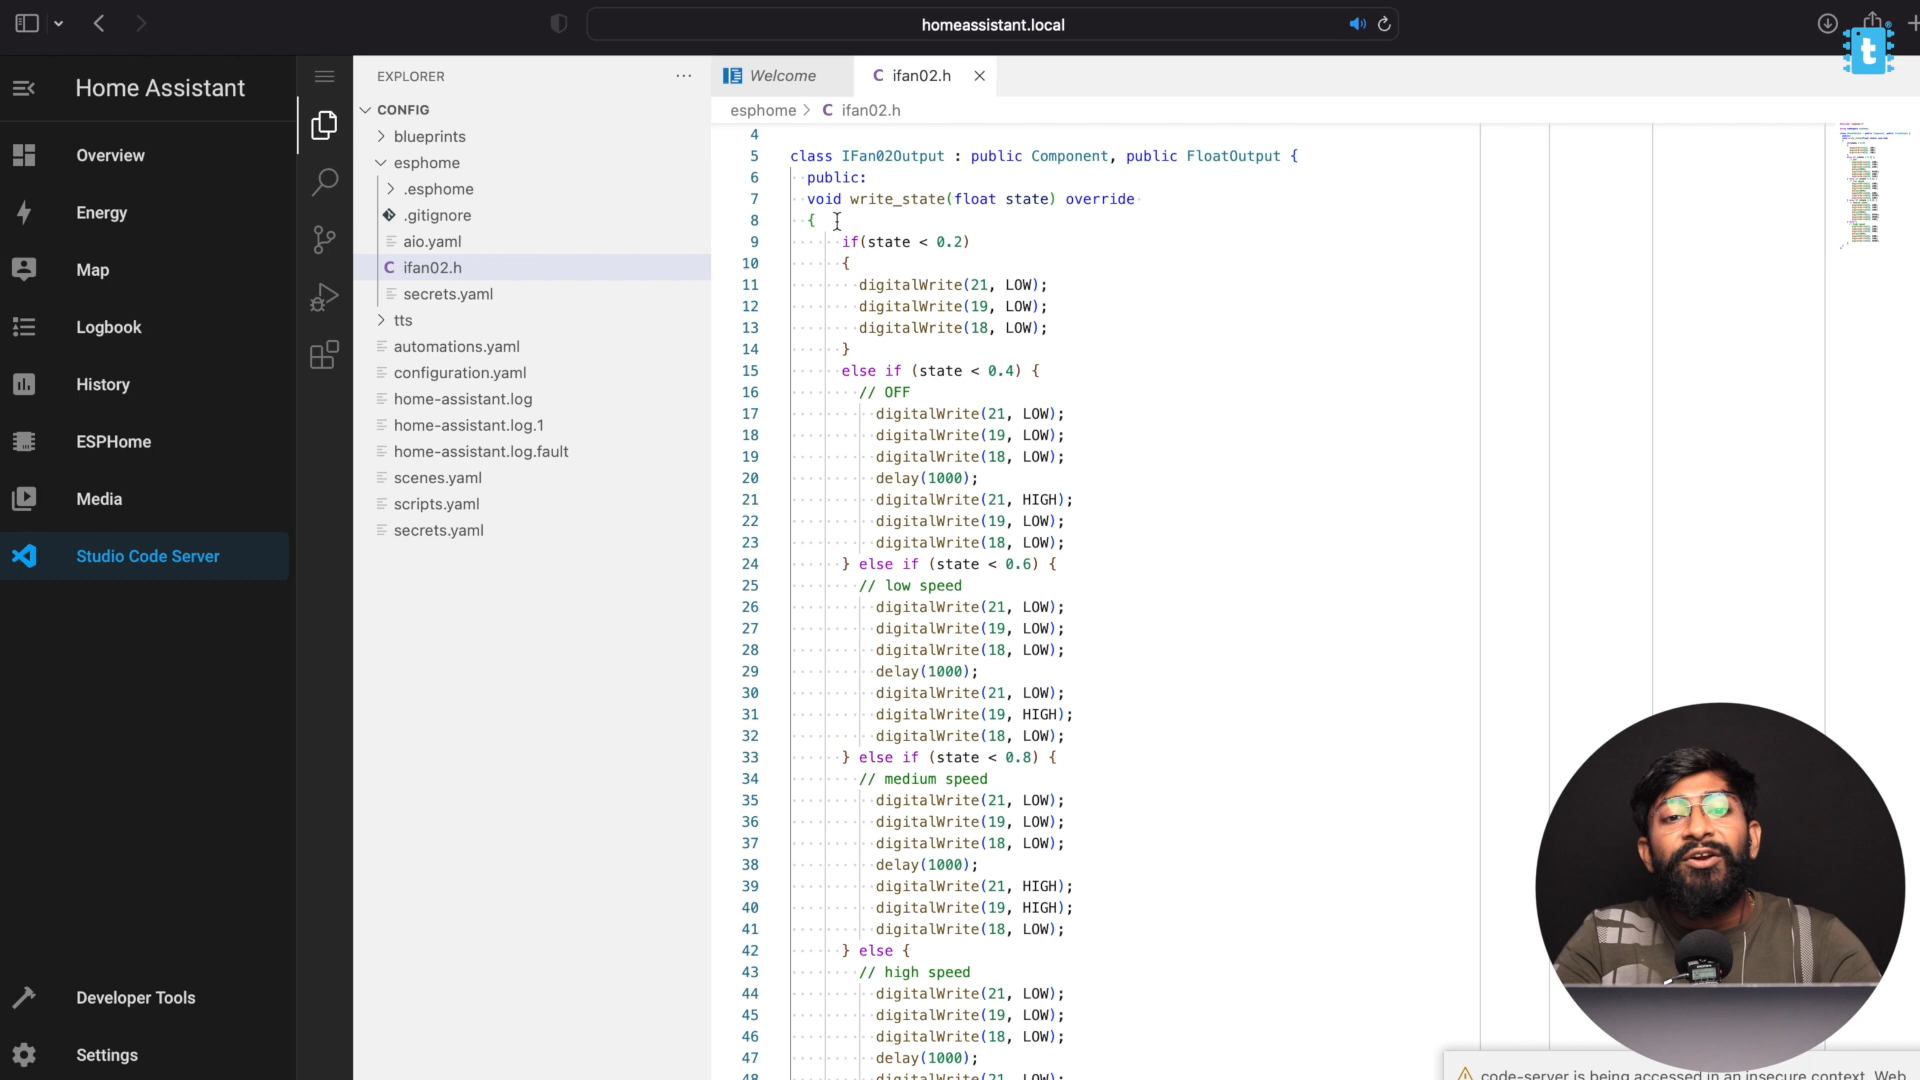 homeassistant.local
t
Home Assistant
Overview
Energy
Map
Logbook
History
ESPHome
Media
Studio Code Server
Developer Tools
Settings
EXPLORER
CONFIG
blueprints
esphome
.esphome
.gitignore
aio.yaml
C ifan02.h
secrets.yaml
tts
automations.yaml
configuration.yaml
home-assistant.log
home-assistant.log.1
home-assistant.log.fault
scenes.yaml
scripts.yaml
secrets.yaml
Welcome
C ifan02.h
esphome > C ifan02.h
4
5 class IFan02Output : public Component, public FloatOutput {
6 public:
7 void write_state(float state) override
8 {
9 if(state < 0.2)
10 {
11 digitalWrite(21, LOW);
12 digitalWrite(19, LOW);
13 digitalWrite(18, LOW);
14 }
15 else if (state < 0.4) {
16 // OFF
17 digitalWrite(21, LOW);
18 digitalWrite(19, LOW);
19 digitalWrite(18, LOW);
20 delay(1000);
21 digitalWrite(21, HIGH);
22 digitalWrite(19, LOW);
23 digitalWrite(18, LOW);
24 } else if (state < 0.6) {
25 // low speed
26 digitalWrite(21, LOW);
27 digitalWrite(19, LOW);
28 digitalWrite(18, LOW);
29 delay(1000);
30 digitalWrite(21, LOW);
31 digitalWrite(19, HIGH);
32 digitalWrite(18, LOW);
33 } else if (state < 0.8) {
34 // medium speed
35 digitalWrite(21, LOW);
36 digitalWrite(19, LOW);
37 digitalWrite(18, LOW);
38 delay(1000);
39 digitalWrite(21, HIGH);
40 digitalWrite(19, HIGH);
41 digitalWrite(18, LOW);
42 } else {
43 // high speed
44 digitalWrite(21, LOW);
45 digitalWrite(19, LOW);
46 digitalWrite(18, LOW);
47 delay(1000);
48 digitalWrite(21, LOW);
code-server is being accessed in an insecure context. Web